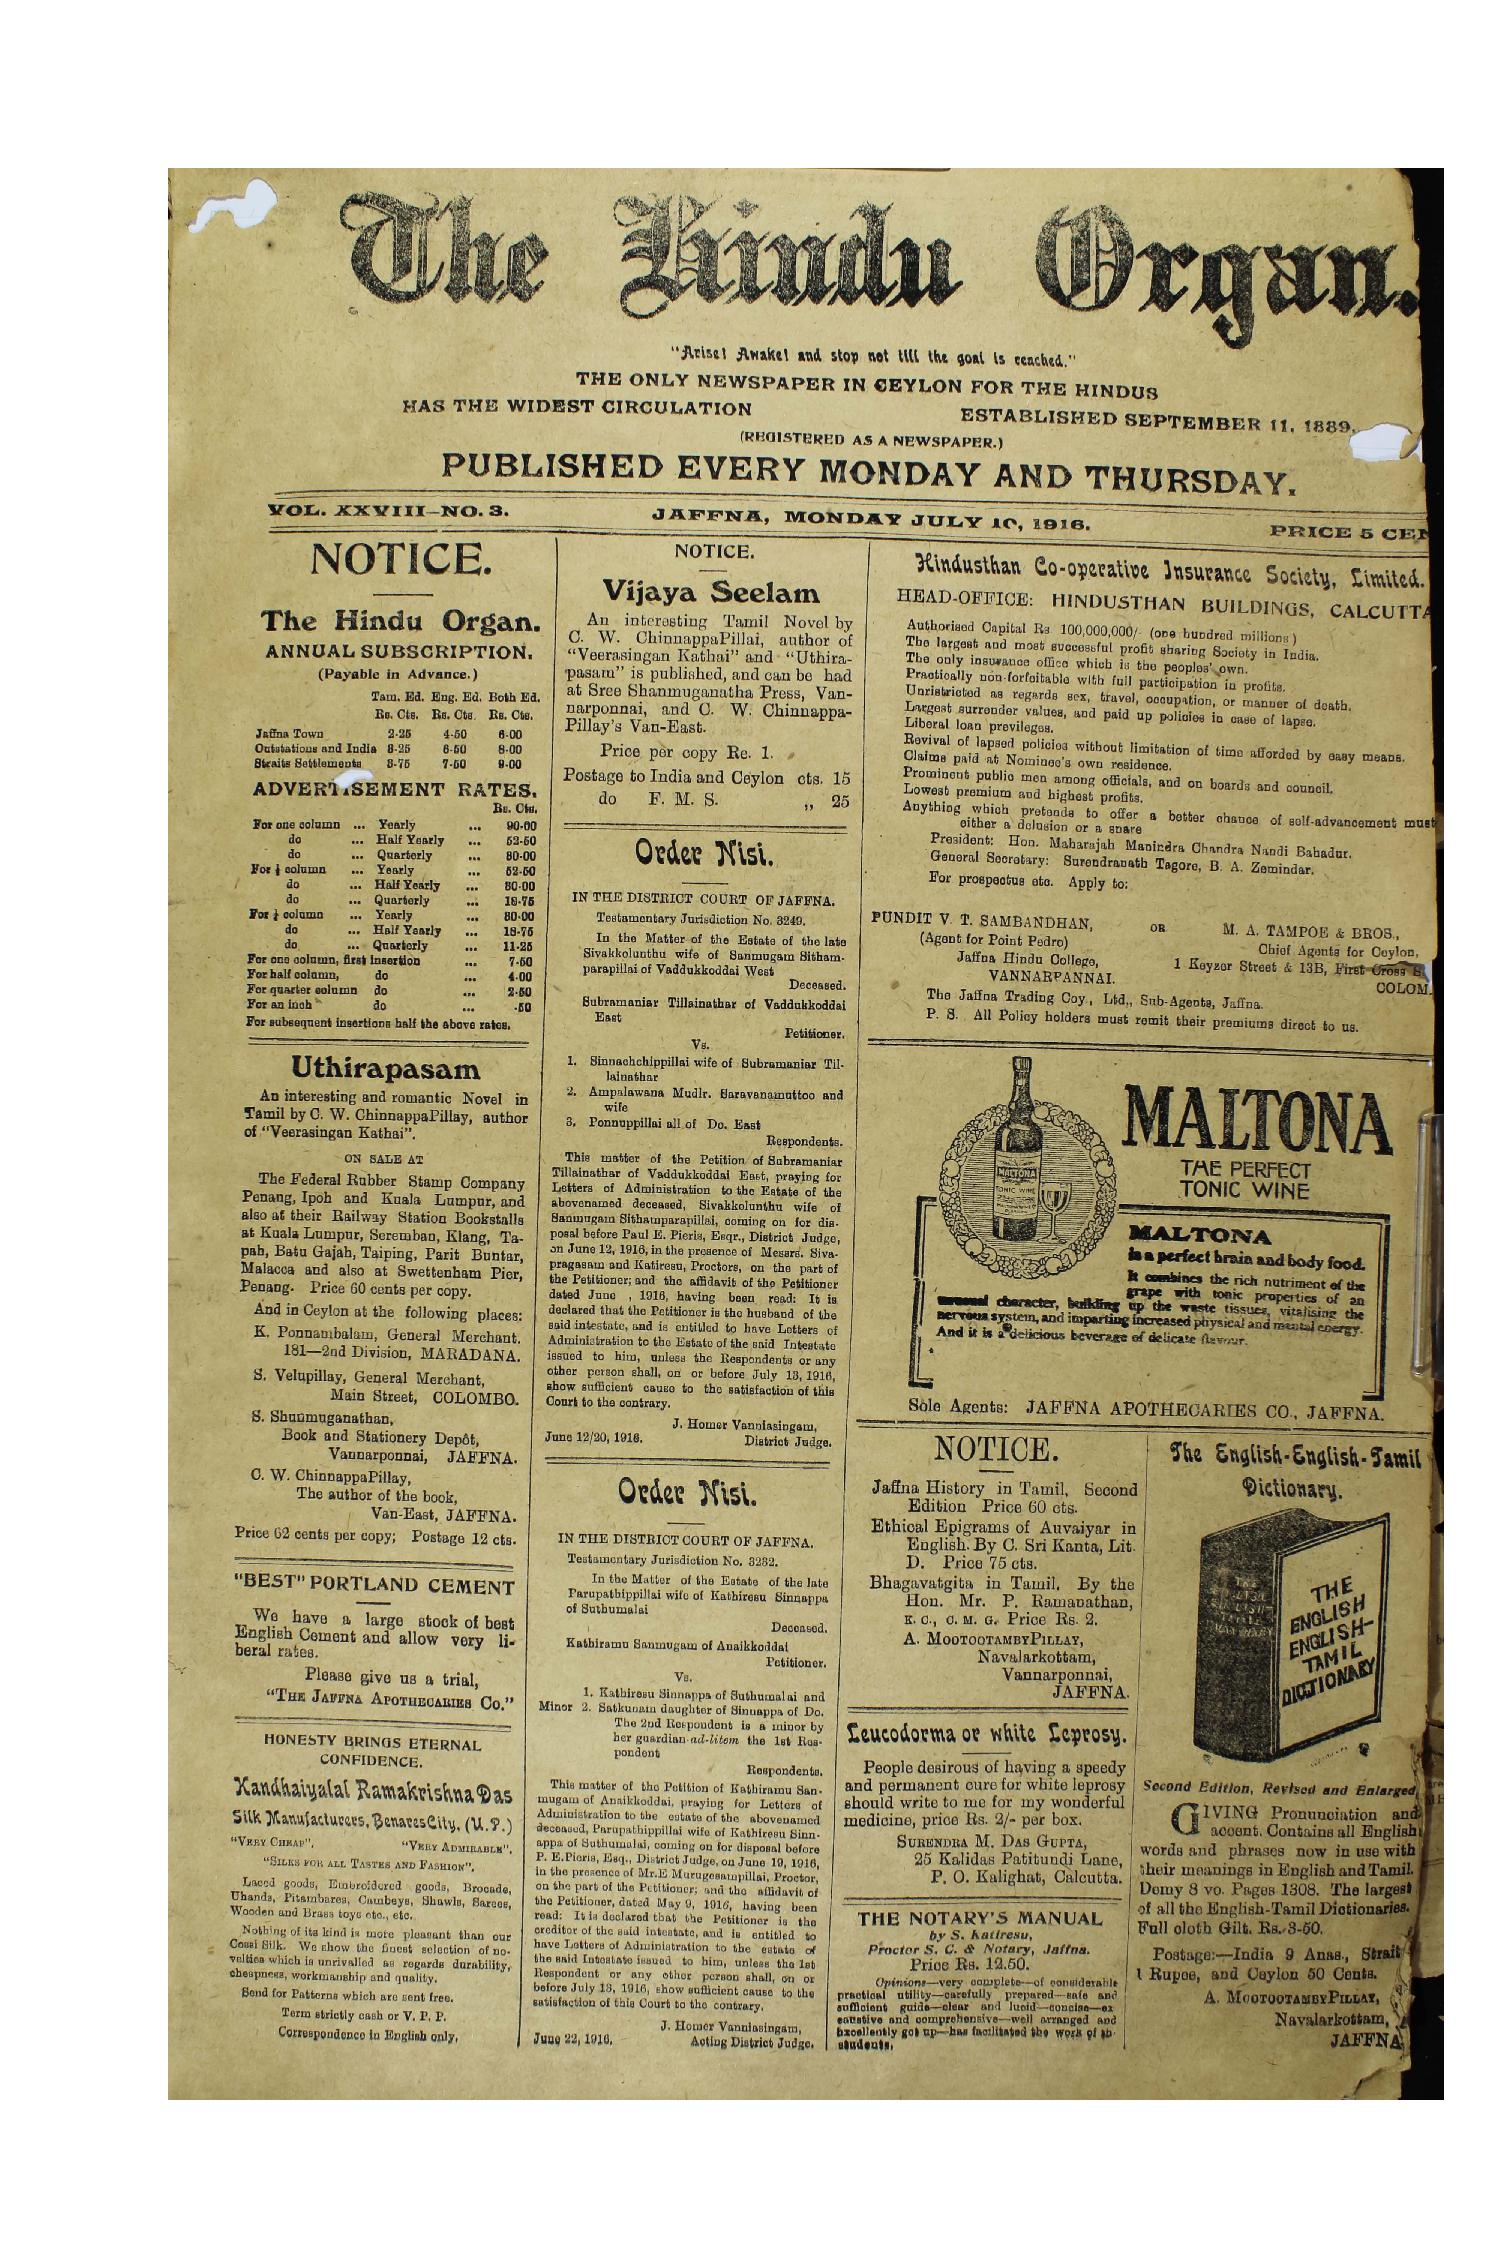 The Hindu Organ.
"Arise! Awake! and stop not till the goal is reached."
THE ONLY NEWSPAPER IN CEYLON FOR THE HINDUS
HAS THE WIDEST CIRCULATION ESTABLISHED SEPTEMBER 11, 1889.
(REGISTERED AS A NEWSPAPER.)
PUBLISHED EVERY MONDAY AND THURSDAY.
VOL. XXVIII—NO. 3. JAFFNA, MONDAY JULY 10, 1916. PRICE 5
NOTICE.
The Hindu Organ.
ANNUAL SUBSCRIPTION.
(Payable in Advance.)
Tam. Ed. Eng. Ed. Both Ed.
Rs. Cts. Rs. Cts. Rs. Cts.
Jaffna Town 2-25 4-50 6-00
Outstations and India 3-25 6-50 8-00
Straits Settlements 3-75 7-50 9-00
ADVERTISEMENT RATES.
Rs. Cts.
For one column ... Yearly ... 90-00
do ... Half Yearly ... 52-50
do ... Quarterly ... 30-00
For ½ column ... Yearly ... 52-50
do ... Half Yearly ... 30-00
do ... Quarterly ... 18-75
For ¼ column ... Yearly ... 30-00
do ... Half Yearly ... 18-75
do ... Quarterly ... 11-25
For one column, first insertion ... 7-50
For half column, do ... 4-00
For quarter column do ... 2-50
For an inch do ... -50
For subsequent insertions half the above rates.
Uthirapasam
An interesting and romantic Novel in
Tamil by C. W. ChinnappaPillay, author
of "Veerasingan Kathai".
ON SALE AT
The Federal Rubber Stamp Company
Penang, Ipoh and Kuala Lumpur, and
also at their Railway Station Bookstalls
at Kuala Lumpur, Seremban, Klang, Ta-
pah, Batu Gajah, Taiping, Parit Buntar,
Malacca and also at Swettenham Pier,
Penang. Price 60 cents per copy.
And in Ceylon at the following places:
K. Ponnambalam, General Merchant.
181—2nd Division, MARADANA.
S. Velupillay, General Merchant,
Main Street, COLOMBO.
S. Shunmuganathan,
Book and Stationery Depôt,
Vannarponnai, JAFFNA.
C. W. ChinnappaPillay,
The author of the book,
Van-East, JAFFNA.
Price 62 cents per copy; Postage 12 cts.
"BEST" PORTLAND CEMENT
We have a large stock of best
English Cement and allow very li-
beral rates.
Please give us a trial,
"THE JAFFNA APOTHECARIES CO."
HONESTY BRINGS ETERNAL
CONFIDENCE.
Kandhaiyalal Ramakrishna Das
Silk Manufacturers, Benares City, (U.P.)
"VERY CHEAP", "VERY ADMIRABLE",
"SILKS FOR ALL TASTES AND FASHION",
Laced goods, Embroidered goods, Brocade,
Uhands, Pitambares, Cambeys, Shawls, Sarees,
Wooden and Brass toys etc., etc.
Nothing of its kind is more pleasant than our
Cossi Silk. We show the finest selection of no-
velties which is unrivalled as regards durability,
cheapness, workmanship and quality.
Send for Patterns which are sent free.
Term strictly cash or V. P. P.
Correspondence in English only.
NOTICE.
Vijaya Seelam
An interesting Tamil Novel by
C. W. ChinnappaPillai, author of
"Veerasingan Kathai" and "Uthira-
pasam" is published, and can be had
at Sree Shanmuganatha Press, Van-
narponnai, and C. W. Chinnappa-
Pillay's Van-East.
Price per copy Re. 1.
Postage to India and Ceylon cts. 15
do F. M. S. „ 25
Order Nisi.
IN THE DISTRICT COURT OF JAFFNA.
Testamentary Jurisdiction No. 3249.
In the Matter of the Estate of the late
Sivakkolunthu wife of Sanmugam Sitham-
parapillai of Vaddukkoddai West
Deceased.
Subramaniar Tillainathar of Vaddukkoddai
East
Petitioner.
Vs.
1. Sinnachchippillai wife of Subramaniar Til-
lainathar
2. Ampalawana Mudlr. Saravanamuttoo and
wife
3. Ponnuppillai all of Do. East
Respondents.
This matter of the Petition of Subramaniar
Tillainathar of Vaddukkoddai East, praying for
Letters of Administration to the Estate of the
abovenamed deceased, Sivakkolunthu wife of
Sanmugam Sithamparapillai, coming on for dis-
posal before Paul E. Pieris, Esqr., District Judge,
on June 12, 1916, in the presence of Messrs. Siva-
pragasam and Katiresu, Proctors, on the part of
the Petitioner; and the affidavit of the Petitioner
dated June , 1916, having been read: It is
declared that the Petitioner is the husband of the
said intestate, and is entitled to have Letters of
Administration to the Estate of the said Intestate
issued to him, unless the Respondents or any
other person shall, on or before July 13, 1916,
show sufficient cause to the satisfaction of this
Court to the contrary.
J. Homer Vanniasingam,
June 12/20, 1916. District Judge.
Order Nisi.
IN THE DISTRICT COURT OF JAFFNA.
Testamentary Jurisdiction No. 3232.
In the Matter of the Estate of the late
Parupathippillai wife of Kathiresu Sinnappa
of Suthumalai
Deceased.
Kathiramu Sanmugam of Anaikkoddai
Petitioner.
Vs.
1. Kathiresu Sinnappa of Suthumalai and
Minor 2. Satkunam daughter of Sinnappa of Do.
The 2nd Respondent is a minor by
her guardian ad-litem the 1st Res-
pondent
Respondents.
This matter of the Petition of Kathiramu San-
mugam of Anaikkoddai, praying for Letters of
Administration to the estate of the abovenamed
deceased, Parupathippillai wife of Kathiresu Sinn-
appa of Suthumalai, coming on for disposal before
P. E. Pieris, Esq., District Judge, on June 19, 1916,
in the presence of Mr. E Murugesampillai, Proctor,
on the part of the Petitioner; and the affidavit of
the Petitioner, dated May 9, 1916, having been
read: It is declared that the Petitioner is the
creditor of the said intestate, and is entitled to
have Letters of Administration to the estate of
the said Intestate issued to him, unless the 1st
Respondent or any other person shall, on or
before July 13, 1916, show sufficient cause to the
satisfaction of this Court to the contrary.
J. Homer Vanniasingam,
June 22, 1916. Acting District Judge.
Hindusthan Co-operative Insurance Society, Limited.
HEAD-OFFICE: HINDUSTHAN BUILDINGS, CALCUTTA
Authorised Capital Rs 100,000,000/- (one hundred millions)
The largest and most successful profit sharing Society in India.
The only insurance office which is the peoples' own.
Practically non-forfeitable with full participation in profits.
Unristricted as regards sex, travel, occupation, or manner of death.
Largest surrender values, and paid up policies in case of lapse.
Liberal loan previleges.
Revival of lapsed policies without limitation of time afforded by easy means.
Claims paid at Nominee's own residence.
Prominent public men among officials, and on boards and council.
Lowest premium and highest profits.
Anything which pretends to offer a better chance of self-advancement must
either a delusion or a snare
President: Hon. Maharajah Manindra Chandra Nandi Bahadur.
General Secretary: Surendranath Tagore, B. A. Zemindar.
For prospectus etc. Apply to:
PUNDIT V. T. SAMBANDHAN, OR M. A. TAMPOE & BROS.,
(Agent for Point Pedro) Chief Agents for Ceylon,
Jaffna Hindu College, 1 Keyzer Street & 13B, First Cross
VANNARPANNAI. COLOM
The Jaffna Trading Coy., Ltd., Sub-Agents, Jaffna.
P. S. All Policy holders must remit their premiums direct to us.
MALTONA
TONIC WINE
MALTONA
THE PERFECT
TONIC WINE
MALTONA
is a perfect brain and body food.
It combines the rich nutriment of the
grape with tonic properties of an
unusual character, building up the waste tissues, vitalising the
nervous system, and imparting increased physical and mental energy.
And it is a delicious beverage of delicate flavour.
Sole Agents: JAFFNA APOTHECARIES CO., JAFFNA.
NOTICE.
Jaffna History in Tamil, Second
Edition Price 60 cts.
Ethical Epigrams of Auvaiyar in
English. By C. Sri Kanta, Lit.
D. Price 75 cts.
Bhagavatgita in Tamil. By the
Hon. Mr. P. Ramanathan,
K. C., C. M. G. Price Rs. 2.
A. MOOTOOTAMBYPILLAY,
Navalarkottam,
Vannarponnai,
JAFFNA.
Leucodorma or white Leprosy.
People desirous of having a speedy
and permanent cure for white leprosy
should write to me for my wonderful
medicine, price Rs. 2/- per box.
SURENDRA M. DAS GUPTA,
25 Kalidas Patitundi Lane,
P. O. Kalighat, Calcutta.
THE NOTARY'S MANUAL
by S. Katiresu,
Proctor S. C. & Notary, Jaffna.
Price Rs. 12.50.
Opinions—very complete—of considerable
practical utility—carefully prepared—safe and
sufficient guide—clear and lucid—concise—ex
eaustive and comprehensive—well arranged and
Excellently got up—has facilitated the work of
students.
The English-English-Tamil
Dictionary.
THE
ENGLISH
ENGLISH—
TAMIL
DICTIONARY
Second Edition, Revised and Enlarged
GIVING Pronunciation and
accent. Contains all English
words and phrases now in use with
their meanings in English and Tamil.
Demy 8 vo. Pages 1308. The largest
of all the English-Tamil Dictionaries.
Full cloth Gilt. Rs. 3-50.
Postage:—India 9 Anas., Strait
1 Rupee, and Ceylon 50 Cents.
A. MOOTOOTAMBYPILLAY,
Navalarkottam,
JAFFNA